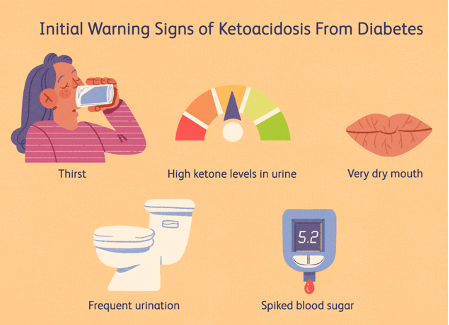 Initial Warning Signs of Ketoacidosis From Diabetes
Thirst
High ketone levels in urine
Very dry mouth
5.2
Frequent urination
Spiked blood sugar